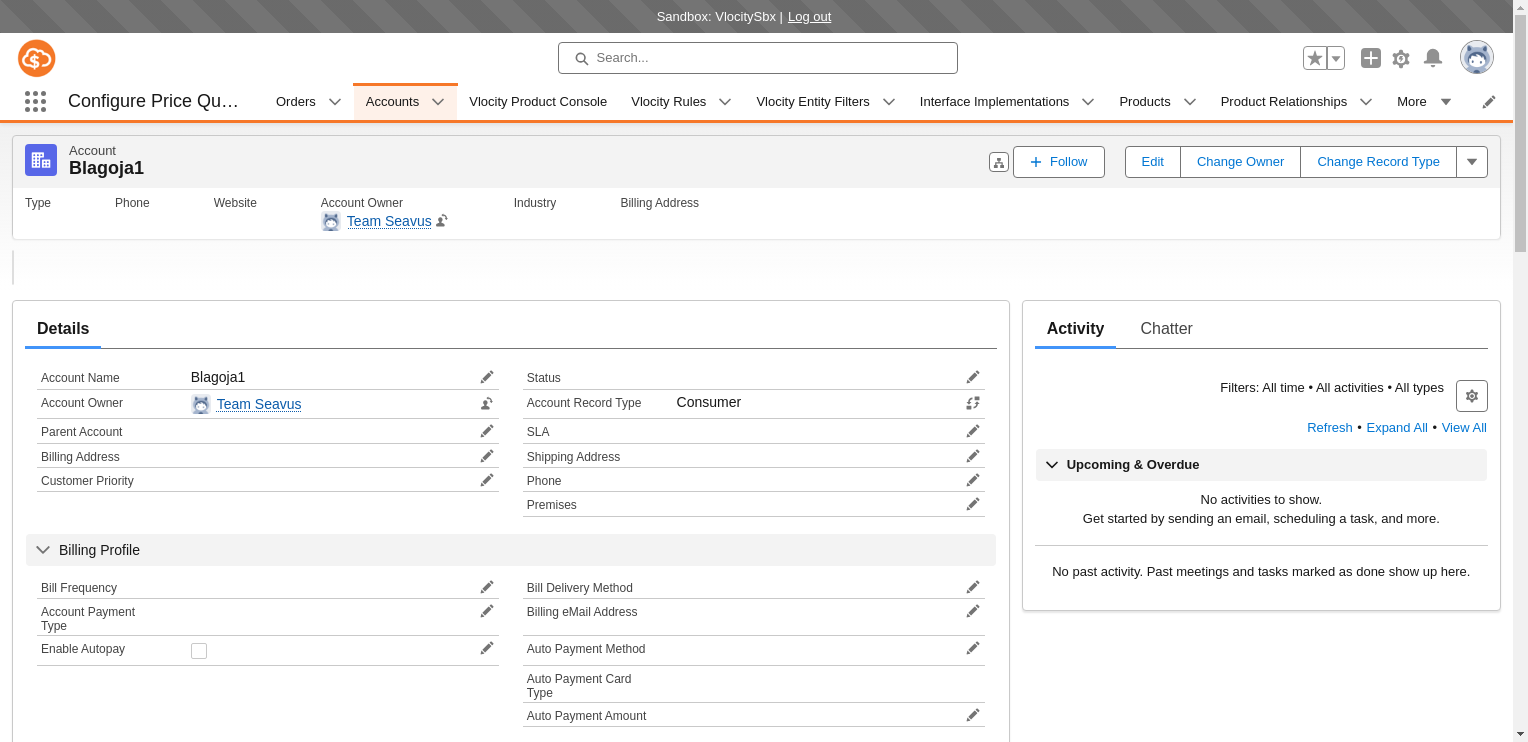 Sandbox: VlocitySbx | Log out
Search...
Configure Price Qu...
Orders
Accounts
Vlocity Product Console
Vlocity Rules
Vlocity Entity Filters
Interface Implementations
Products
Product Relationships
More
Account
Blagoja1
Follow
Edit
Change Owner
Change Record Type
Type
Phone
Website
Account Owner
Industry
Billing Address
Team Seavus
Details
Account Name
Blagoja1
Status
Account Owner
Team Seavus
Account Record Type
Consumer
Parent Account
SLA
Billing Address
Shipping Address
Customer Priority
Phone
Premises
Billing Profile
Bill Frequency
Bill Delivery Method
Account Payment
Type
Billing eMail Address
Enable Autopay
Auto Payment Method
Auto Payment Card
Type
Auto Payment Amount
Activity
Chatter
Filters: All time • All activities • All types
Refresh • Expand All • View All
Upcoming & Overdue
No activities to show.
Get started by sending an email, scheduling a task, and more.
No past activity. Past meetings and tasks marked as done show up here.